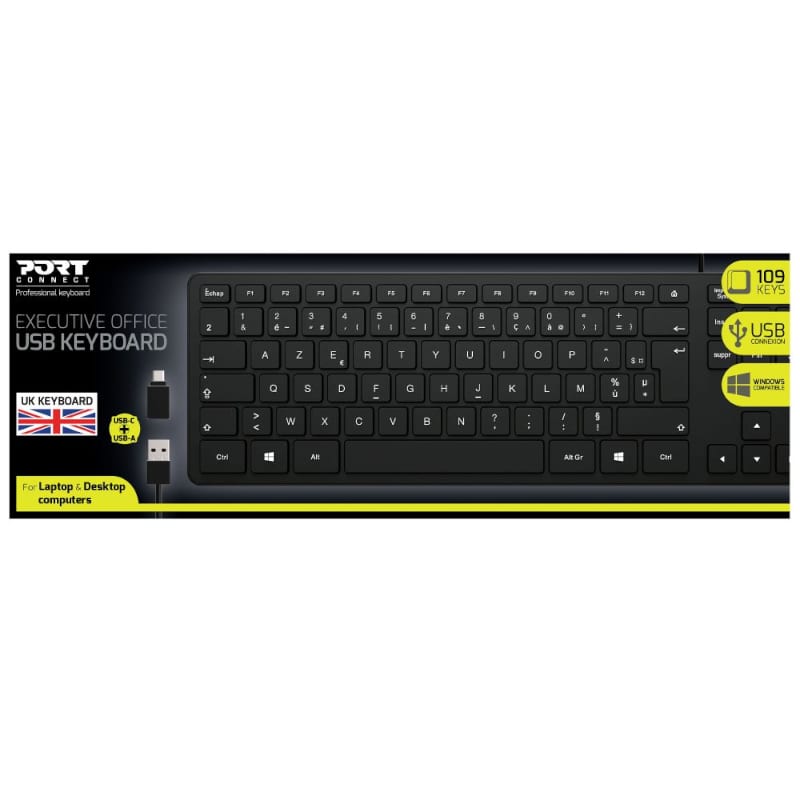 PORT
CONNECT
Professional keyboard
EXECUTIVE OFFICE
USB KEYBOARD
UK KEYBOARD
USB-C
+
USB-A
For Laptop & Desktop
computers
109
KEYS
USB
CONNEXION
WINDOWS
COMPATIBLE
Échap F1 F2 F3 F4 F5 F6 F7 F8 F9 F10 F11 F12
A Z E € R T Y U I O P
Q S D F G H J K L M % ù µ *
> < W X C V B N ? , . ; / : § !
Ctrl Alt Alt Gr Ctrl
suppr